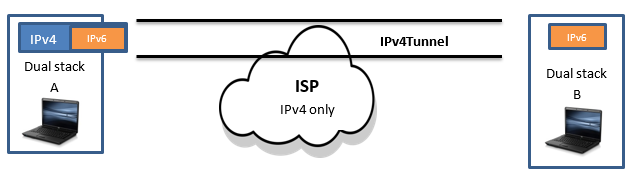 IPv4
IPv6
Dual stack
A
IPv4Tunnel
ISP
IPv4 only
IPv6
Dual stack
B